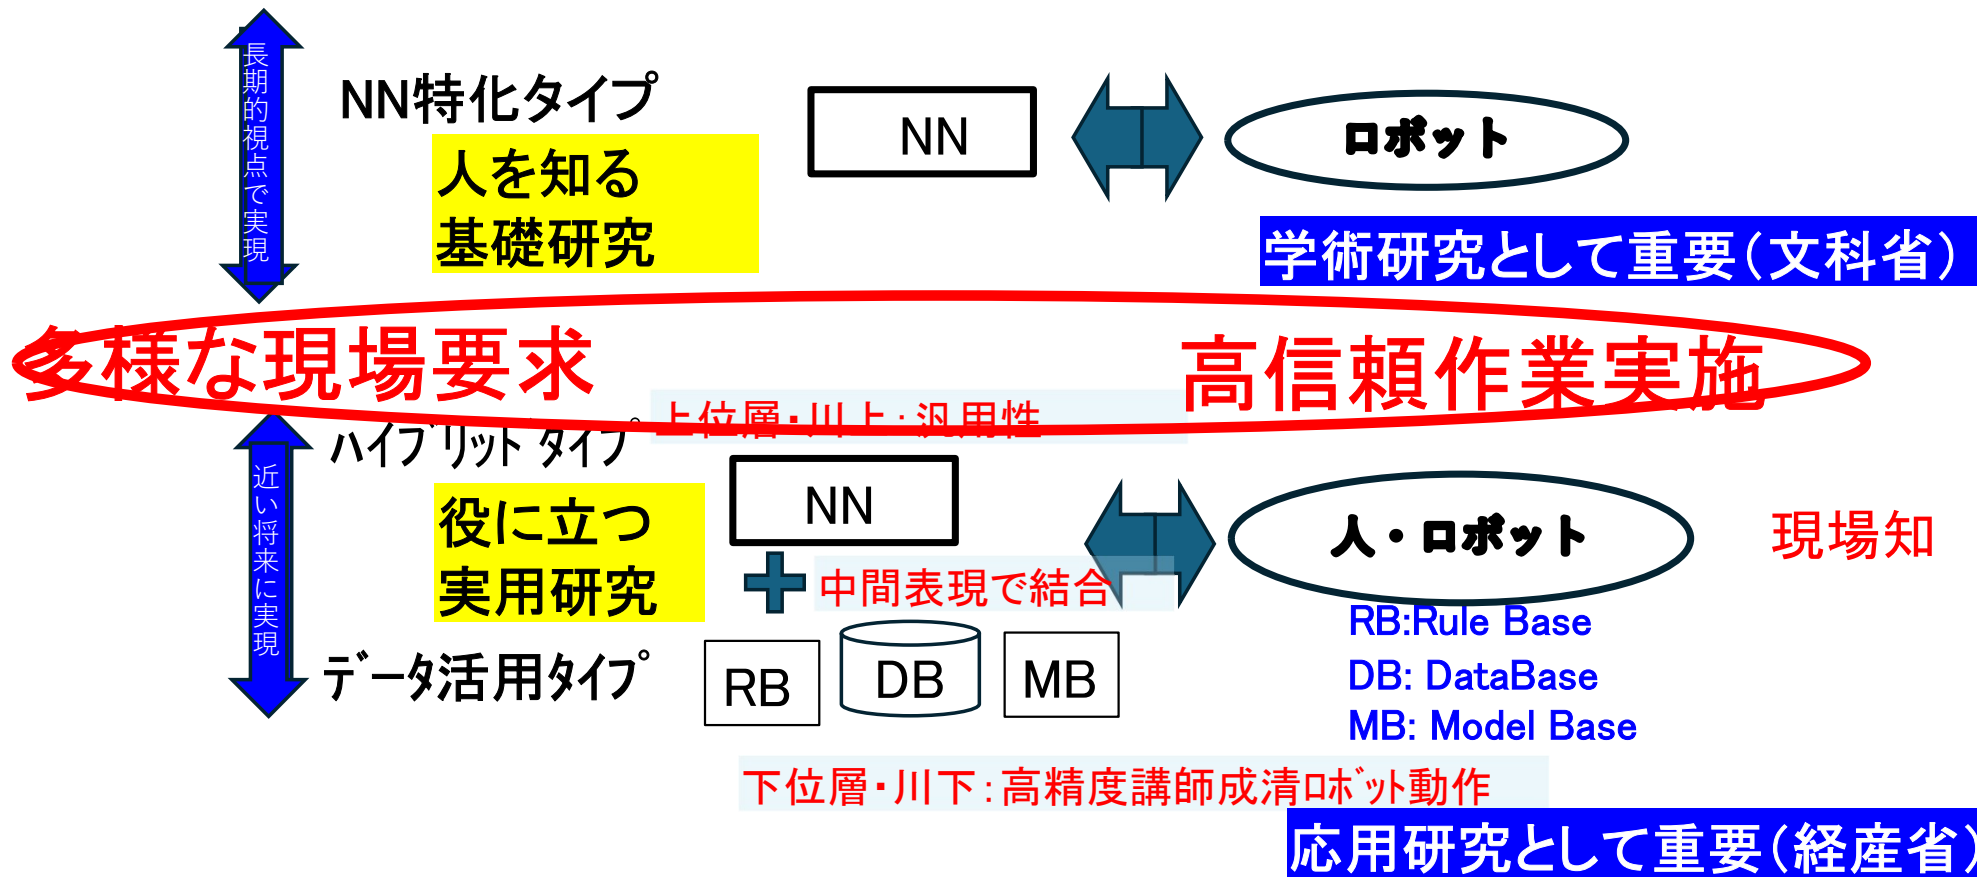 長期的視点で実現
NN特化タイプ
人を知る
基礎研究
NN
ロボット
学術研究として重要(文科省)
多様な現場要求
高信頼作業実施
上位層・川上:汎用性
ハイブリットタイプ
近い将来に実現
役に立つ
実用研究
NN
中間表現で結合
人・ロボット
現場知
RB:Rule Base
DB: DataBase
MB: Model Base
データ活用タイプ
RB
DB
MB
下位層・川下:高精度講師成清ロボット動作
応用研究として重要(経産省)